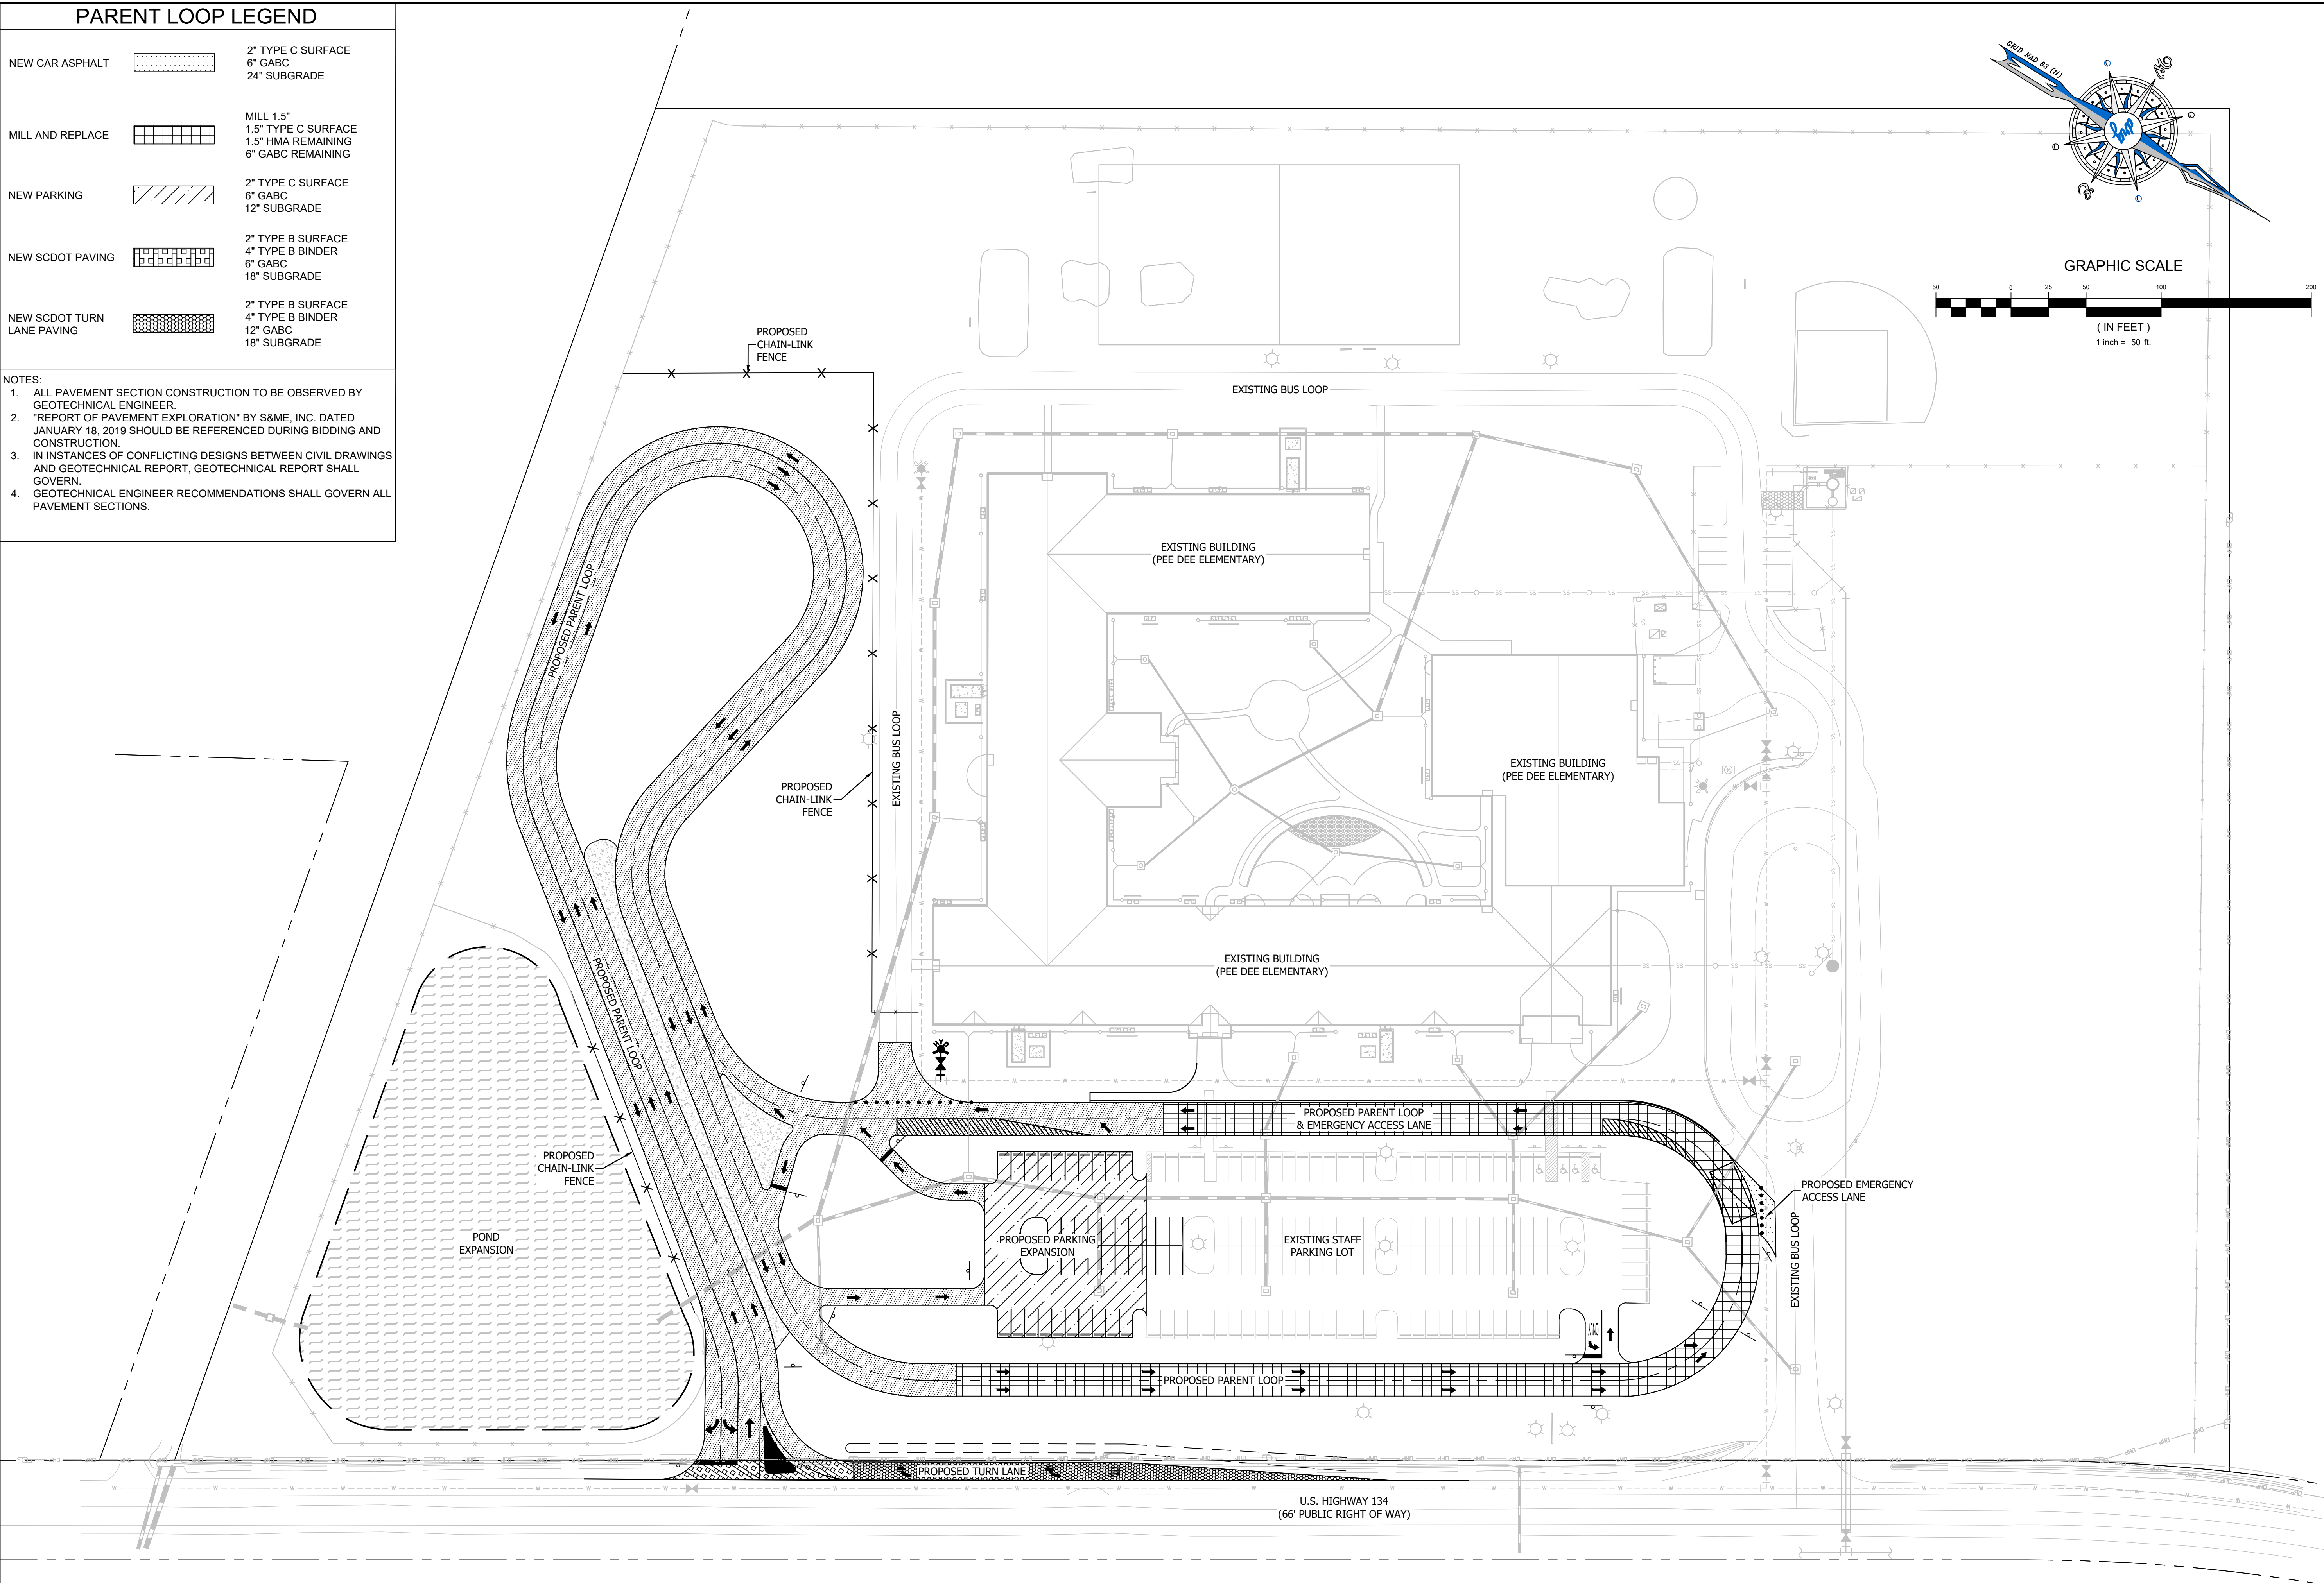 PARENT LOOP LEGEND
NEW CAR ASPHALT
2" TYPE C SURFACE
6" GABC
24" SUBGRADE
MILL AND REPLACE
MILL 1.5"
1.5" TYPE C SURFACE
1.5" HMA REMAINING
6" GABC REMAINING
NEW PARKING
2" TYPE C SURFACE
6" GABC
12" SUBGRADE
NEW SCDOT PAVING
2" TYPE B SURFACE
4" TYPE B BINDER
6" GABC
18" SUBGRADE
NEW SCDOT TURN
LANE PAVING
2" TYPE B SURFACE
4" TYPE B BINDER
12" GABC
18" SUBGRADE
NOTES:
1. ALL PAVEMENT SECTION CONSTRUCTION TO BE OBSERVED BY
GEOTECHNICAL ENGINEER.
2. "REPORT OF PAVEMENT EXPLORATION" BY S&ME, INC. DATED
JANUARY 18, 2019 SHOULD BE REFERENCED DURING BIDDING AND
CONSTRUCTION.
3. IN INSTANCES OF CONFLICTING DESIGNS BETWEEN CIVIL DRAWINGS
AND GEOTECHNICAL REPORT, GEOTECHNICAL REPORT SHALL
GOVERN.
4. GEOTECHNICAL ENGINEER RECOMMENDATIONS SHALL GOVERN ALL
PAVEMENT SECTIONS.
GRID NAD 83 (11)
GRAPHIC SCALE
50 0 25 50 100 200
( IN FEET )
1 inch = 50 ft.
PROPOSED
CHAIN-LINK
FENCE
EXISTING BUS LOOP
EXISTING BUILDING
(PEE DEE ELEMENTARY)
PROPOSED PARENT LOOP
EXISTING BUS LOOP
PROPOSED
CHAIN-LINK
FENCE
EXISTING BUILDING
(PEE DEE ELEMENTARY)
EXISTING BUILDING
(PEE DEE ELEMENTARY)
PROPOSED PARENT LOOP
PROPOSED PARENT LOOP
& EMERGENCY ACCESS LANE
PROPOSED
CHAIN-LINK
FENCE
PROPOSED EMERGENCY
ACCESS LANE
POND
EXPANSION
PROPOSED PARKING
EXPANSION
EXISTING STAFF
PARKING LOT
EXISTING BUS LOOP
ONLY
PROPOSED PARENT LOOP
PROPOSED TURN LANE
U.S. HIGHWAY 134
(66' PUBLIC RIGHT OF WAY)